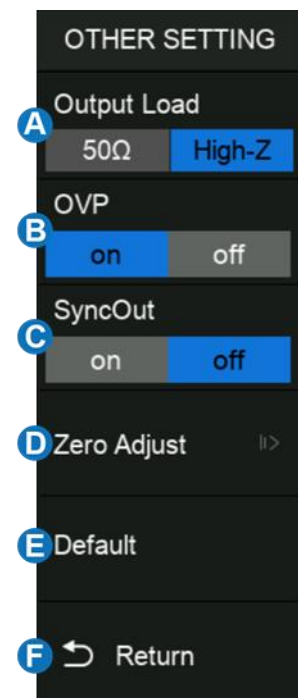 OTHER SETTING
Output Load
A
50Ω High-Z
OVP
B
on off
SyncOut
C
on off
D Zero Adjust
E Default
F Return